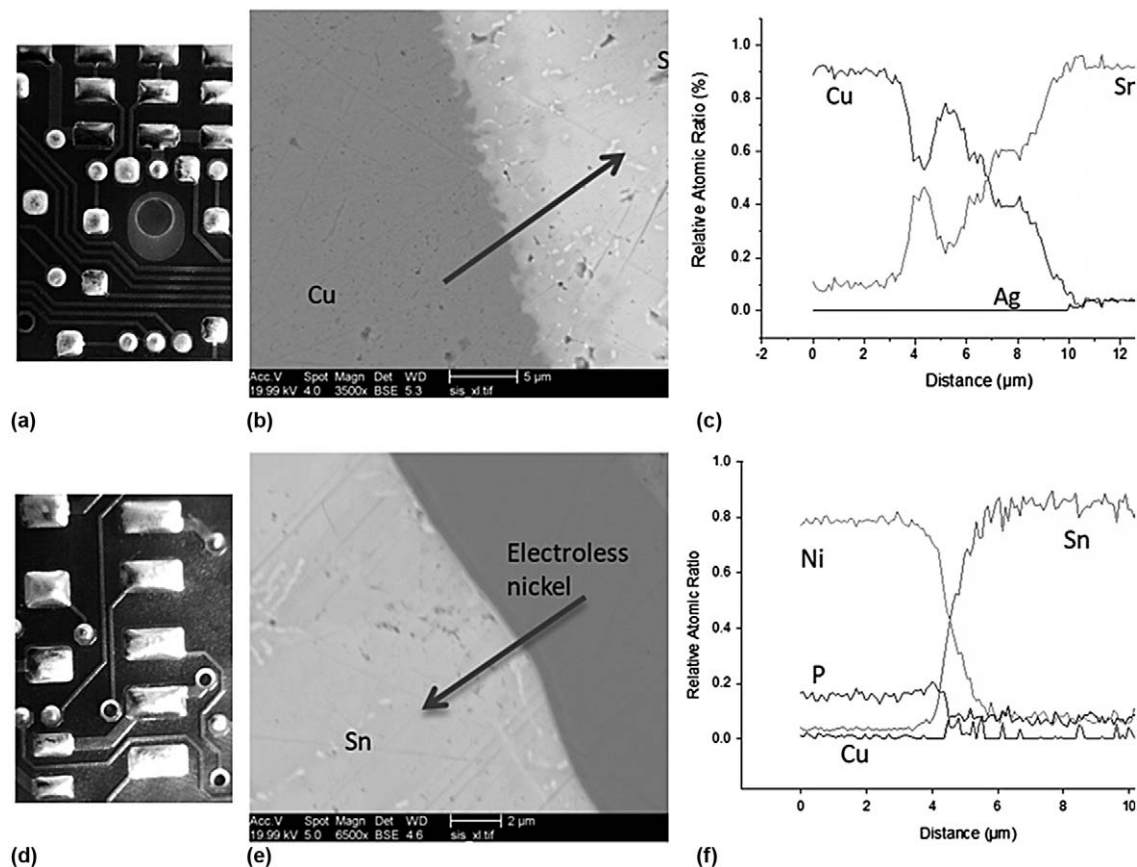 Cu
S
Acc.V Spot Magn Det WD 5 µm
19.99 kV 4.0 3500x BSE 5.3 sis_xl.tif
Relative Atomic Ratio (%)
1.0
0.8
0.6
0.4
0.2
0.0
Cu
Sr
Ag
-2 0 2 4 6 8 10 12
Distance (µm)
(a)
(b)
(c)
Electroless
nickel
Sn
Acc.V Spot Magn Det WD 2 µm
19.99 kV 5.0 6500x BSE 4.6 sis_xl.tif
Relative Atomic Ratio
1.0
0.8
0.6
0.4
0.2
0.0
Ni
Sn
P
Cu
0 2 4 6 8 10
Distance (µm)
(d)
(e)
(f)